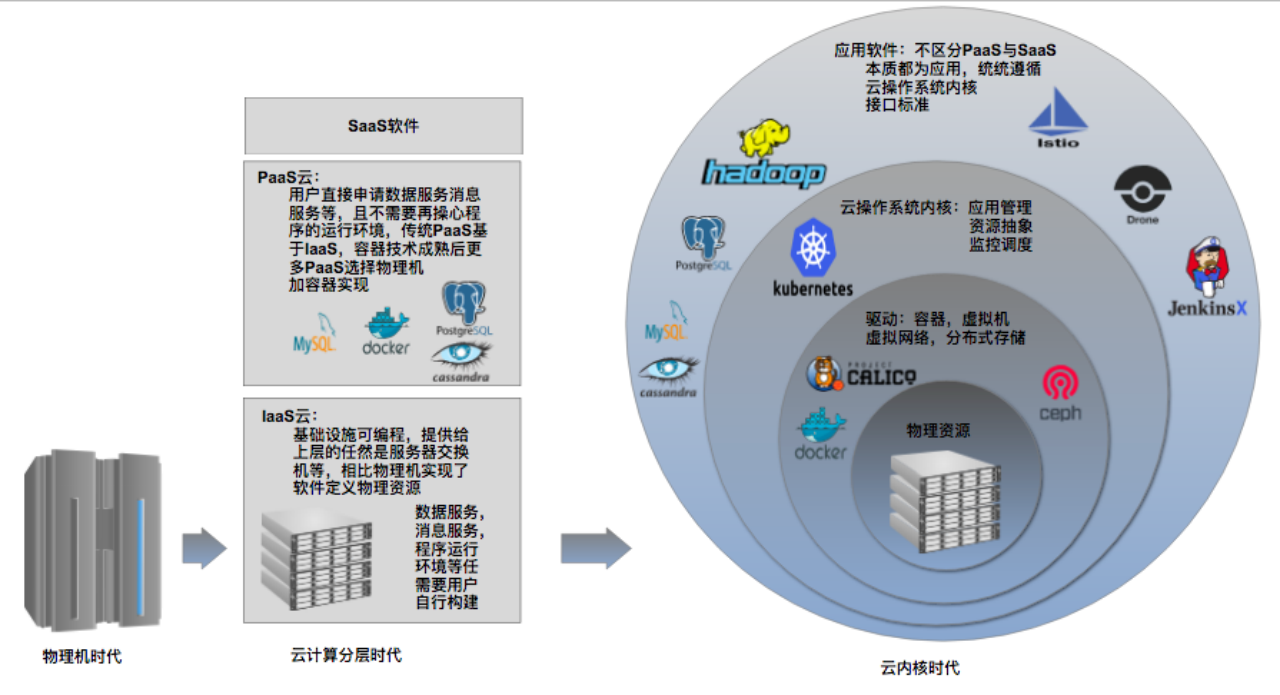 SaaS软件
PaaS云：
用户直接申请数据服务消息
服务等，且不需要再操心程
序的运行环境，传统PaaS基
于IaaS，容器技术成熟后更
多PaaS选择物理机
加容器实现
MySQL
docker
PostgreSQL
cassandra
IaaS云：
基础设施可编程，提供给
上层的任然是服务器交换
机等，相比物理机实现了
软件定义物理资源
数据服务，
消息服务，
程序运行
环境等任
需要用户
自行构建
物理机时代
云计算分层时代
应用软件：不区分PaaS与SaaS
本质都为应用，统统遵循
云操作系统内核
接口标准
hadoop
Istio
Drone
PostgreSQL
JenkinsX
MySQL
cassandra
云操作系统内核：应用管理
资源抽象
监控调度
kubernetes
驱动：容器，虚拟机
虚拟网络，分布式存储
PROJECT
CALICO
ceph
docker
物理资源
云内核时代